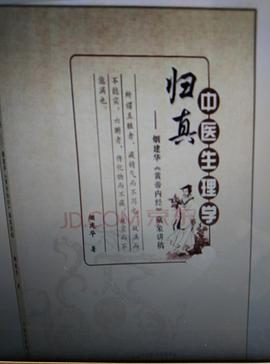 中医生理学
归真
——烟建华《黄帝内经》藏象讲稿
所谓五脏者，藏精气而不写也，故满而
不能实。六腑者，传化物而不藏，故实而不
能满也。
烟建华 著
JD.COM 京东